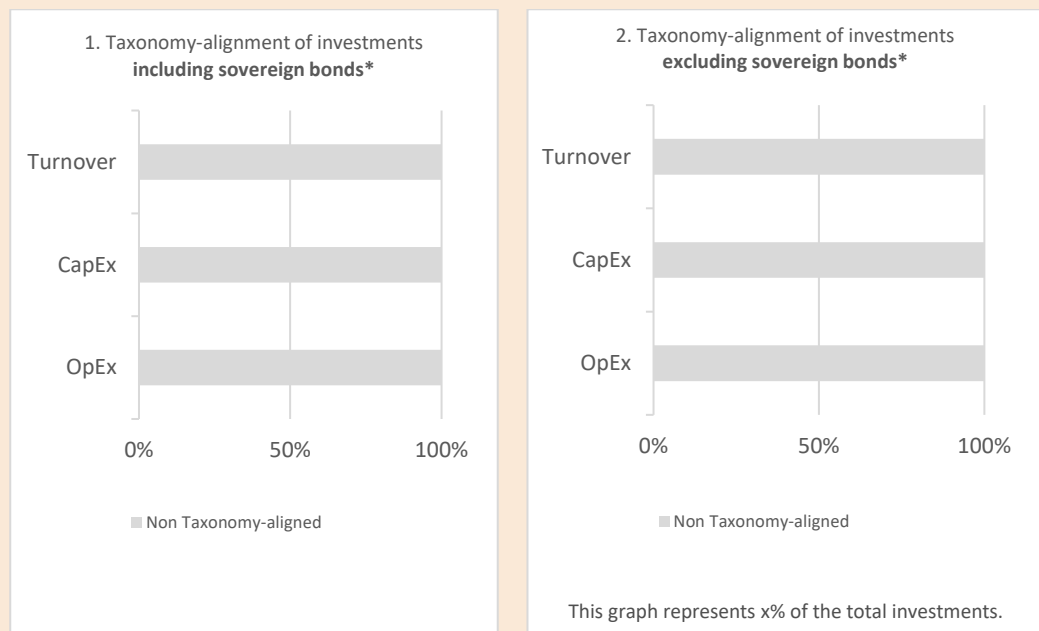 1. Taxonomy-alignment of investments
including sovereign bonds*
Turnover
CapEx
OpEx
0% 50% 100%
Non Taxonomy-aligned
2. Taxonomy-alignment of investments
excluding sovereign bonds*
Turnover
CapEx
OpEx
0% 50% 100%
Non Taxonomy-aligned
This graph represents x% of the total investments.